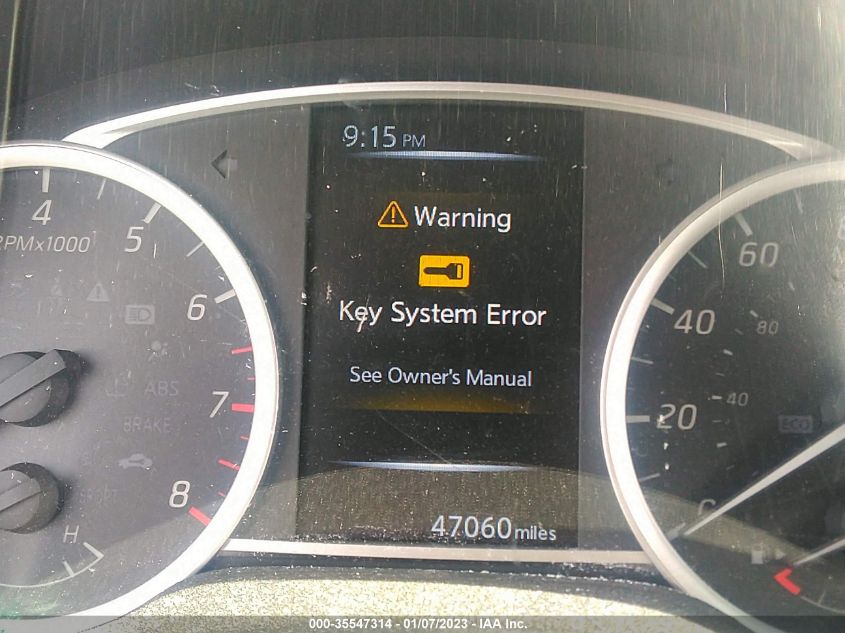 9:15 PM
Warning
Key System Error
See Owner's Manual
47060 miles
4
5
6
7
8
RPMx1000
ABS
BRAKE
SPORT
H
60
40
20
80
40
ECO
000-35547314 - 01/07/2023 - IAA Inc.